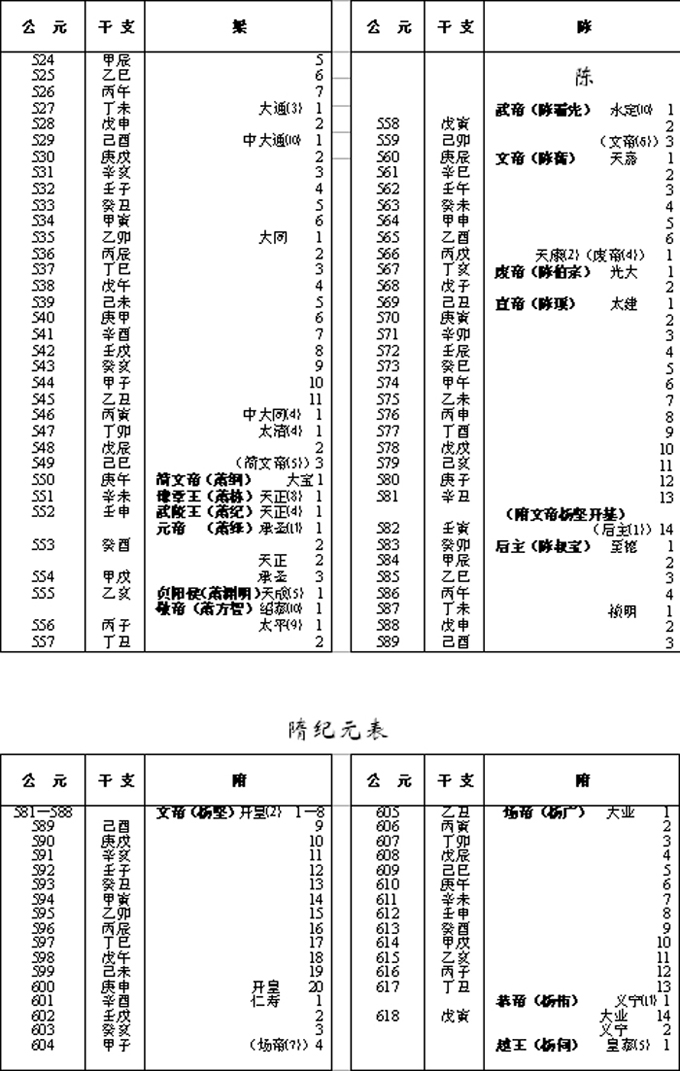 公 元 干 支 梁
524 甲辰 5
525 乙巳 6
526 丙午 7
527 丁未 大通(3) 1
528 戊申 2
529 己酉 中大通(10) 1
530 庚戌 2
531 辛亥 3
532 壬子 4
533 癸丑 5
534 甲寅 6
535 乙卯 大同 1
536 丙辰 2
537 丁巳 3
538 戊午 4
539 己未 5
540 庚甲 6
541 辛酉 7
542 壬戌 8
543 癸亥 9
544 甲子 10
545 乙丑 11
546 丙寅 中大同(4) 1
547 丁卯 太清(4) 1
548 戊辰 2
549 己巳 (简文帝(5)) 3
550 庚午 简文帝(萧纲) 大宝 1
551 辛未 豫章王(萧栋) 天正(8) 1
552 壬申 武陵王(萧纪) 天正(4) 1
元帝 (萧绎) 承圣(11) 1
553 癸酉 2
天正 2
554 甲戌 承圣 3
555 乙亥 贞阳侯(萧渊明) 天成(5) 1
敬帝(萧方智) 绍泰(10) 1
556 丙子 太平(9) 1
557 丁丑 2
公 元 干 支 陈
陈
武帝(陈霸先) 永定(10) 1
558 戊寅 2
559 己卯 (文帝(6)) 3
560 庚辰 文帝(陈蒨) 天嘉 1
561 辛巳 2
562 壬午 3
563 癸未 4
564 甲申 5
565 乙酉 6
566 丙戌 天康(2) (废帝(4)) 1
567 丁亥 废帝(陈伯宗) 光大 1
568 戊子 2
569 己丑 宣帝(陈顼) 太建 1
570 庚寅 2
571 辛卯 3
572 壬辰 4
573 癸巳 5
574 甲午 6
575 乙未 7
576 丙申 8
577 丁酉 9
578 戊戌 10
579 己亥 11
580 庚子 12
581 辛丑 13
(隋文帝杨坚开基)
582 壬寅 (后主(1)) 14
583 癸卯 后主(陈叔宝) 至德 1
584 甲辰 2
585 乙巳 3
586 丙午 4
587 丁未 祯明 1
588 戊申 2
589 己酉 3
隋纪元表
公 元 干 支 隋
581—588 文帝(杨坚) 开皇(2) 1—8
589 己酉 9
590 庚戌 10
591 辛亥 11
592 壬子 12
593 癸丑 13
594 甲寅 14
595 乙卯 15
596 丙辰 16
597 丁巳 17
598 戊午 18
599 己未 19
600 庚申 开皇 20
601 辛酉 仁寿 1
602 壬戌 2
603 癸亥 3
604 甲子 (炀帝(7)) 4
公 元 干 支 隋
605 乙丑 炀帝(杨广) 大业 1
606 丙寅 2
607 丁卯 3
608 戊辰 4
609 己巳 5
610 庚午 6
611 辛未 7
612 壬申 8
613 癸酉 9
614 甲戌 10
615 乙亥 11
616 丙子 12
617 丁丑 13
恭帝(杨侑) 义宁(11) 1
618 戊寅 大业 14
义宁 2
越王(杨侗) 皇泰(5) 1